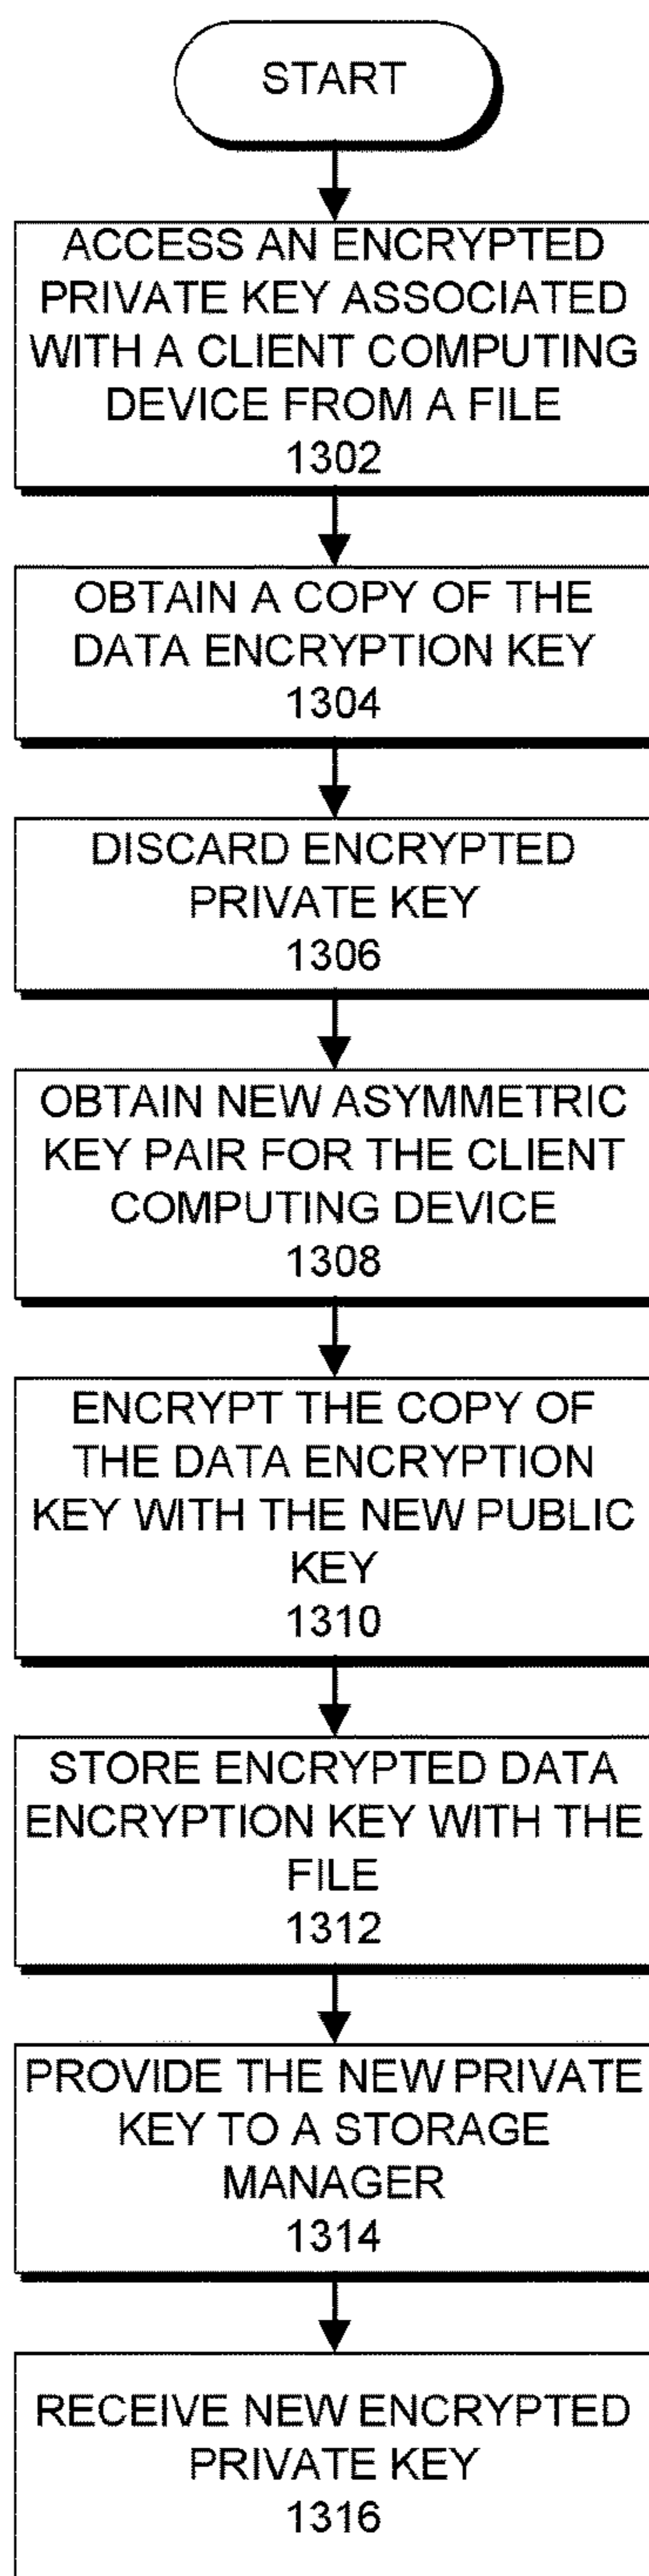 START
ACCESS AN ENCRYPTED
PRIVATE KEY ASSOCIATED
WITH A CLIENT COMPUTING
DEVICE FROM A FILE
1302
OBTAIN A COPY OF THE
DATA ENCRYPTION KEY
1304
DISCARD ENCRYPTED
PRIVATE KEY
1306
OBTAIN NEW ASYMMETRIC
KEY PAIR FOR THE CLIENT
COMPUTING DEVICE
1308
ENCRYPT THE COPY OF
THE DATA ENCRYPTION
KEY WITH THE NEW PUBLIC
KEY
1310
STORE ENCRYPTED DATA
ENCRYPTION KEY WITH THE
FILE
1312
PROVIDE THE NEW PRIVATE
KEY TO A STORAGE
MANAGER
1314
RECEIVE NEW ENCRYPTED
PRIVATE KEY
1316